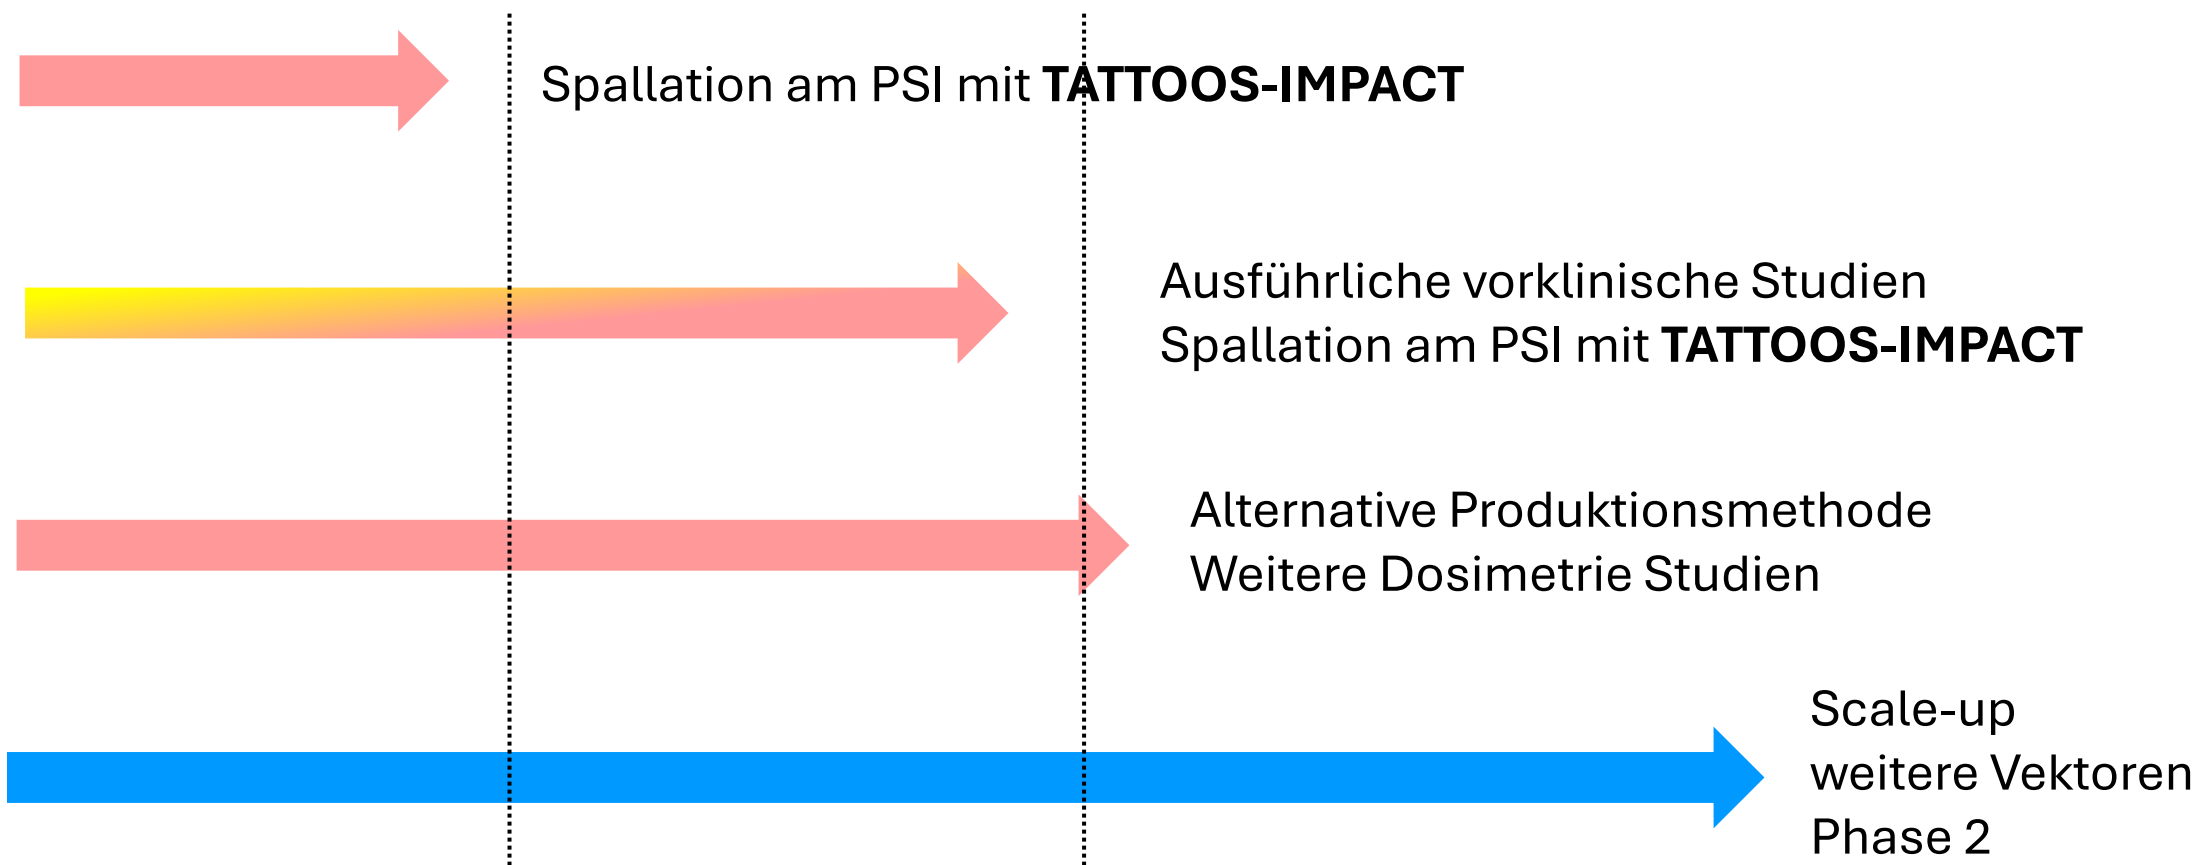 Spallation am PSI mit TATTOOS-IMPACT
Ausführliche vorklinische Studien
Spallation am PSI mit TATTOOS-IMPACT
Alternative Produktionsmethode
Weitere Dosimetrie Studien
Scale-up
weitere Vektoren
Phase 2